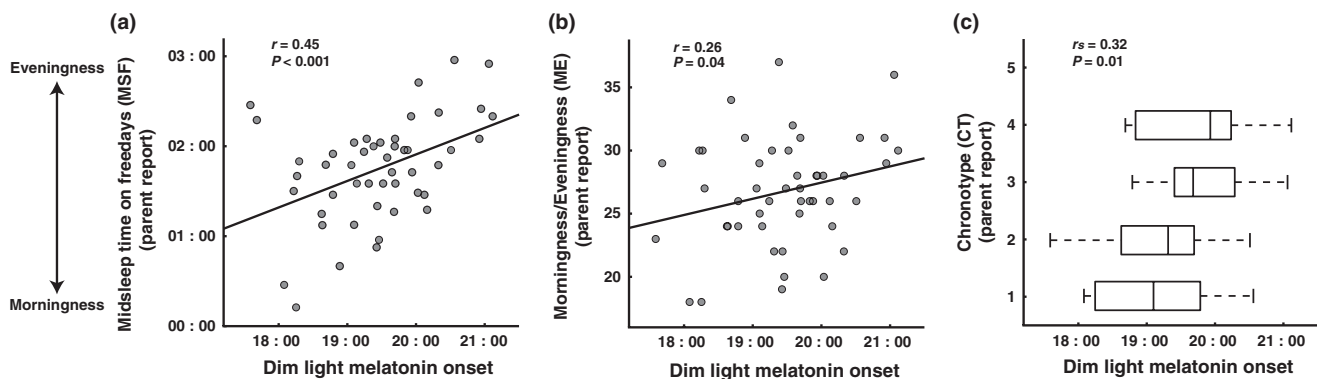 Eveningness
Morningness
(a)
r = 0.45
P < 0.001
Midsleep time on freedays (MSF)
(parent report)
03 : 00
02 : 00
01 : 00
00 : 00
18 : 00 19 : 00 20 : 00 21 : 00
Dim light melatonin onset
(b)
r = 0.26
P = 0.04
Morningness/Eveningness (ME)
(parent report)
35
30
25
20
18 : 00 19 : 00 20 : 00 21 : 00
Dim light melatonin onset
(c)
rs = 0.32
P = 0.01
Chronotype (CT)
(parent report)
5
4
3
2
1
18 : 00 19 : 00 20 : 00 21 : 00
Dim light melatonin onset